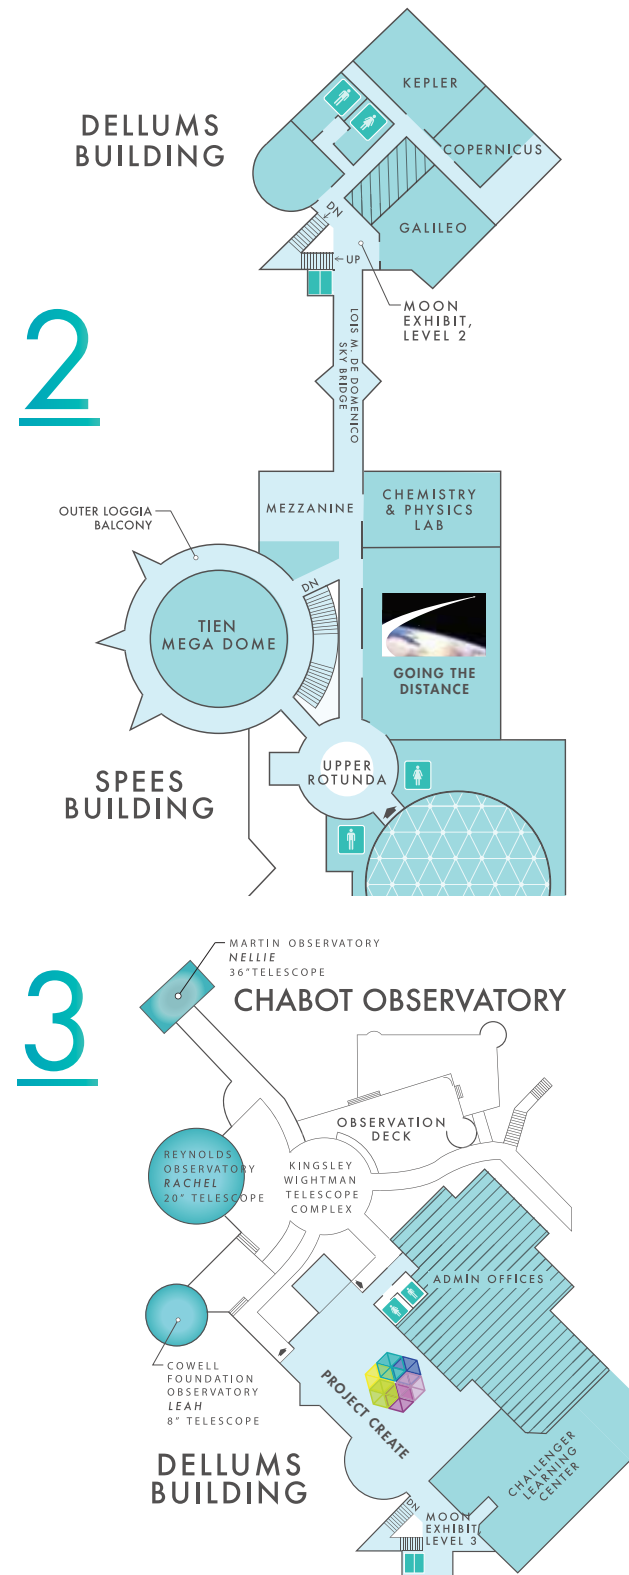 DELLUMS
BUILDING
KEPLER
COPERNICUS
DN
GALILEO
UP
MOON
EXHIBIT,
LEVEL 2
2
LOIS M. DE DOMENICO
SKY BRIDGE
MEZZANINE
CHEMISTRY
& PHYSICS
LAB
OUTER LOGGIA
BALCONY
DN
TIEN
MEGA DOME
GOING THE
DISTANCE
UPPER
ROTUNDA
SPEES
BUILDING
MARTIN OBSERVATORY
NELLIE
36"TELESCOPE
3
CHABOT OBSERVATORY
OBSERVATION
DECK
REYNOLDS
OBSERVATORY
RACHEL
20" TELESCOPE
KINGSLEY
WIGHTMAN
TELESCOPE
COMPLEX
ADMIN OFFICES
COWELL
FOUNDATION
OBSERVATORY
LEAH
8" TELESCOPE
PROJECT CREATE
CHALLENGER
LEARNING
CENTER
DELLUMS
BUILDING
DN
MOON
EXHIBIT,
LEVEL 3